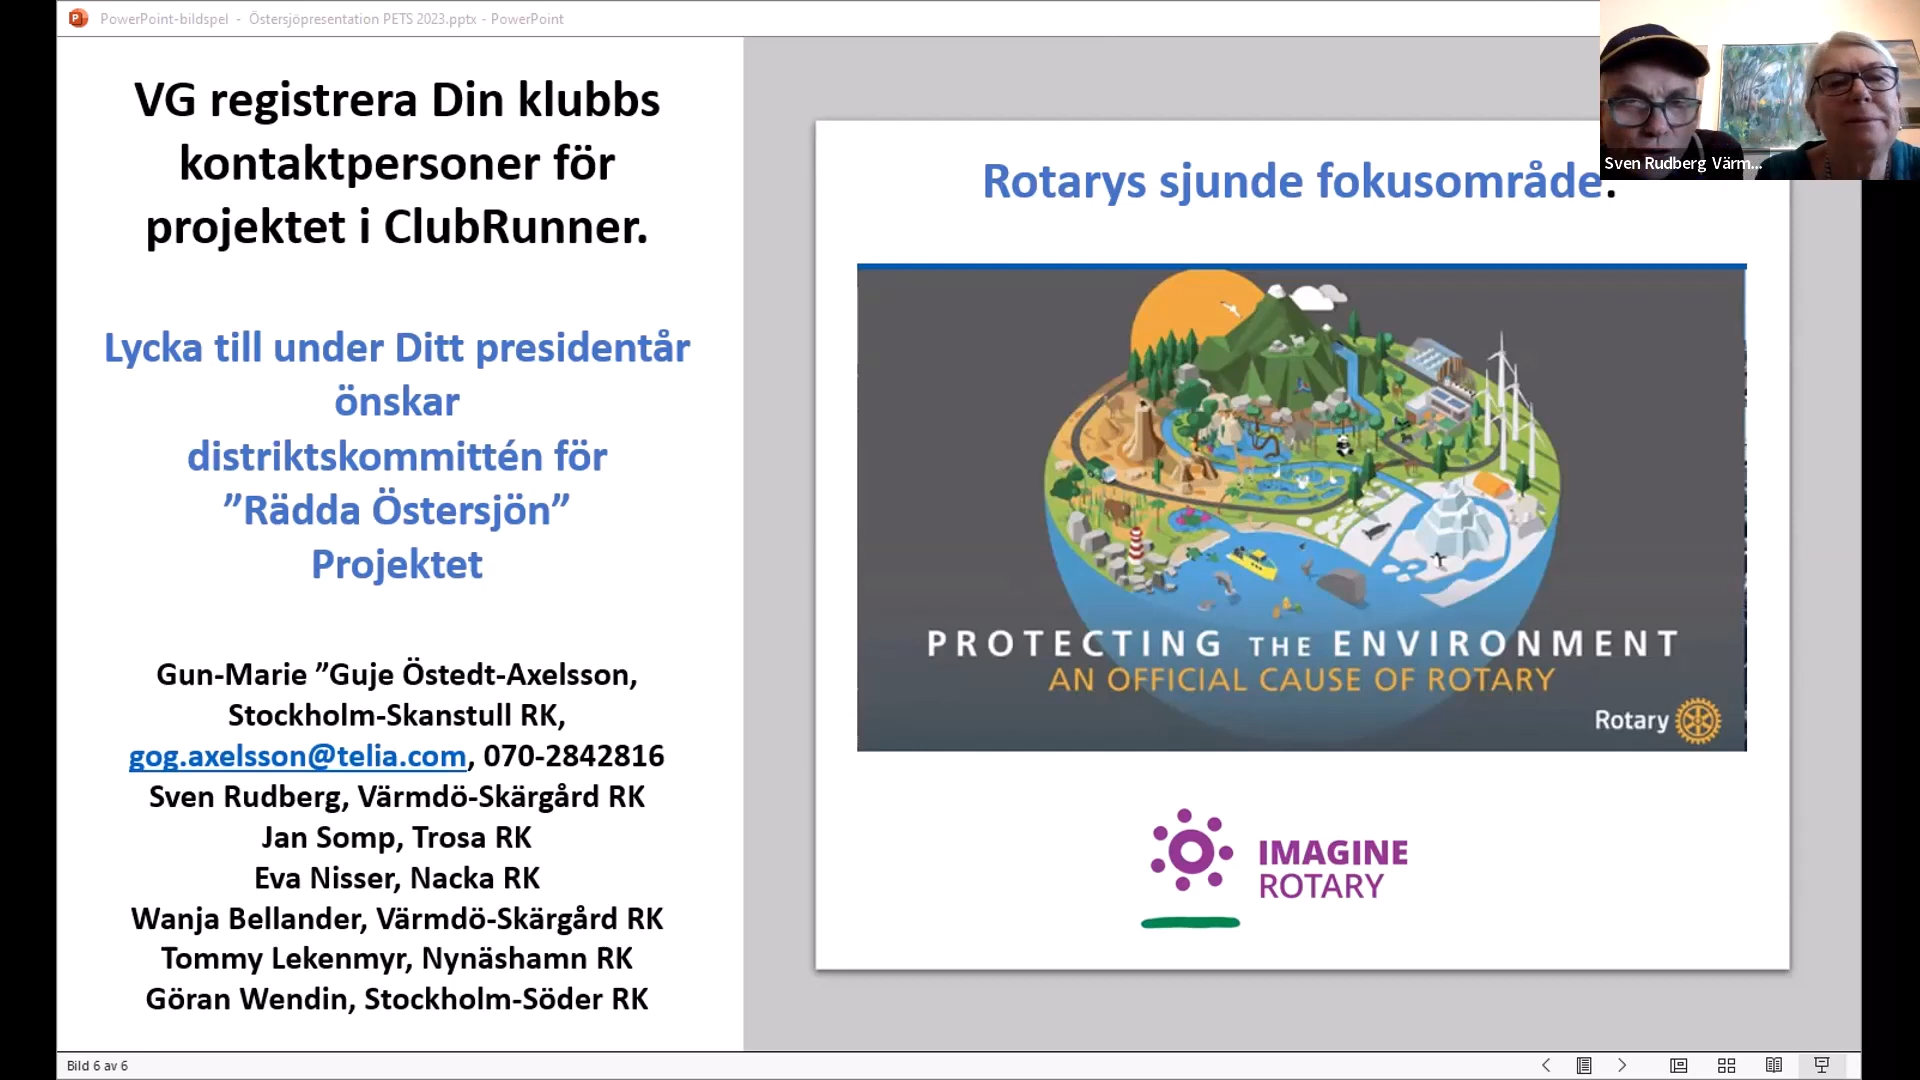 PowerPoint-bildspel - Östersjöpresentation PETS 2023.pptx - PowerPoint
VG registrera Din klubbs
kontaktpersoner för
projektet i ClubRunner.
Lycka till under Ditt presidentår
önskar
distriktskommittén för
”Rädda Östersjön”
Projektet
Gun-Marie ”Guje Östedt-Axelsson,
Stockholm-Skanstull RK,
gog.axelsson@telia.com, 070-2842816
Sven Rudberg, Värmdö-Skärgård RK
Jan Somp, Trosa RK
Eva Nisser, Nacka RK
Wanja Bellander, Värmdö-Skärgård RK
Tommy Lekenmyr, Nynäshamn RK
Göran Wendin, Stockholm-Söder RK
Rotarys sjunde fokusområde.
PROTECTING THE ENVIRONMENT
AN OFFICIAL CAUSE OF ROTARY
Rotary
IMAGINE
ROTARY
Sven Rudberg Värm...
Bild 6 av 6